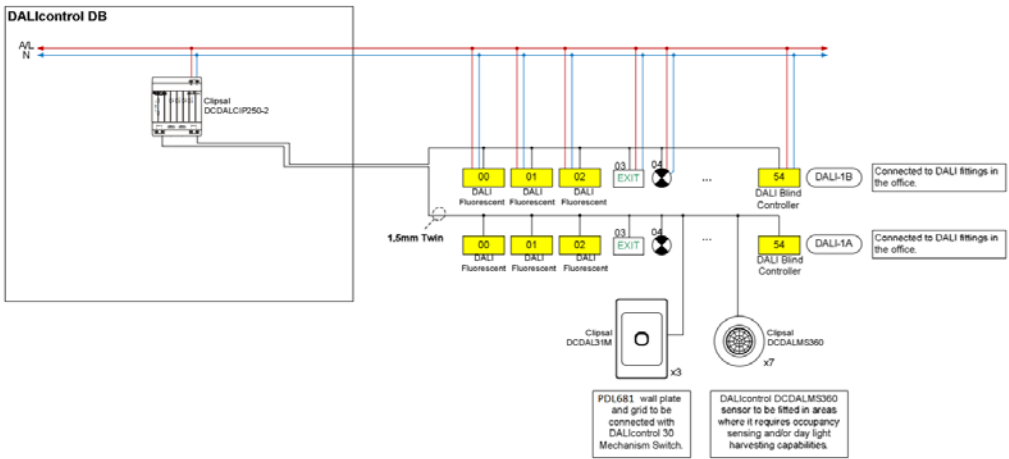 DALIcontrol DB
A/L
N
Clipsal
DCDALCIP250-2
03
04
00
01
02
EXIT
...
54
DALI-1B
Connected to DALI fittings in
the office.
DALI
Fluorescent
DALI
Fluorescent
DALI
Fluorescent
DALI Blind
Controller
1,5mm Twin
03
04
00
01
02
EXIT
...
54
DALI-1A
Connected to DALI fittings in
the office.
DALI
Fluorescent
DALI
Fluorescent
DALI
Fluorescent
DALI Blind
Controller
Clipsal
DCDAL31M
x3
Clipsal
DCDALMS360
x7
PDL681 wall plate
and grid to be
connected with
DALIcontrol 30
Mechanism Switch.
DALIcontrol DCDALMS360
sensor to be fitted in areas
where it requires occupancy
sensing and/or day light
harvesting capabilities.